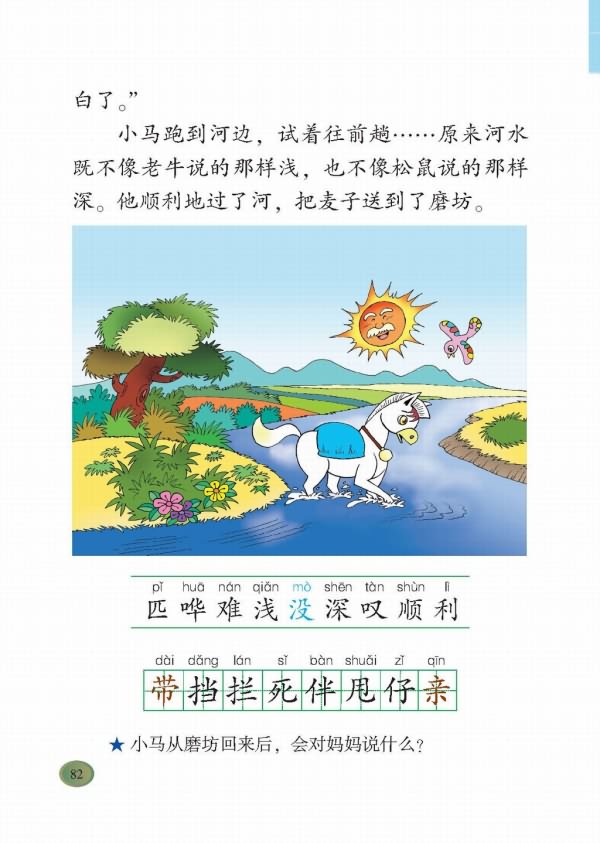 白了。”
小马跑到河边，试着往前趟……原来河水
既不像老牛说的那样浅，也不像松鼠说的那样
深。他顺利地过了河，把麦子送到了磨坊。
pǐ huā nán qiǎn mò shēn tàn shùn lì
匹 哗 难 浅 没 深 叹 顺 利
dài dǎng lán sǐ bàn shuǎi zǐ qīn
带 挡 拦 死 伴 甩 仔 亲
★ 小马从磨坊回来后，会对妈妈说什么？
82